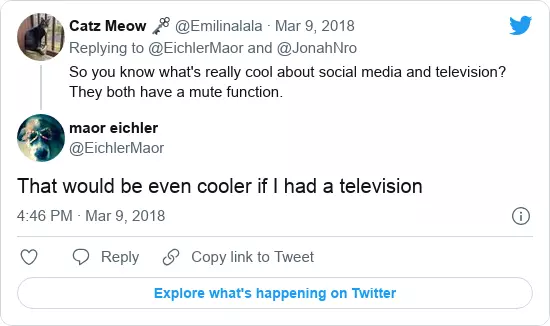 Catz Meow 🗝 @Emilinalala · Mar 9, 2018
Replying to @EichlerMaor and @JonahNro
So you know what's really cool about social media and television?
They both have a mute function.
maor eichler
@EichlerMaor
That would be even cooler if I had a television
4:46 PM · Mar 9, 2018
Reply
Copy link to Tweet
Explore what's happening on Twitter